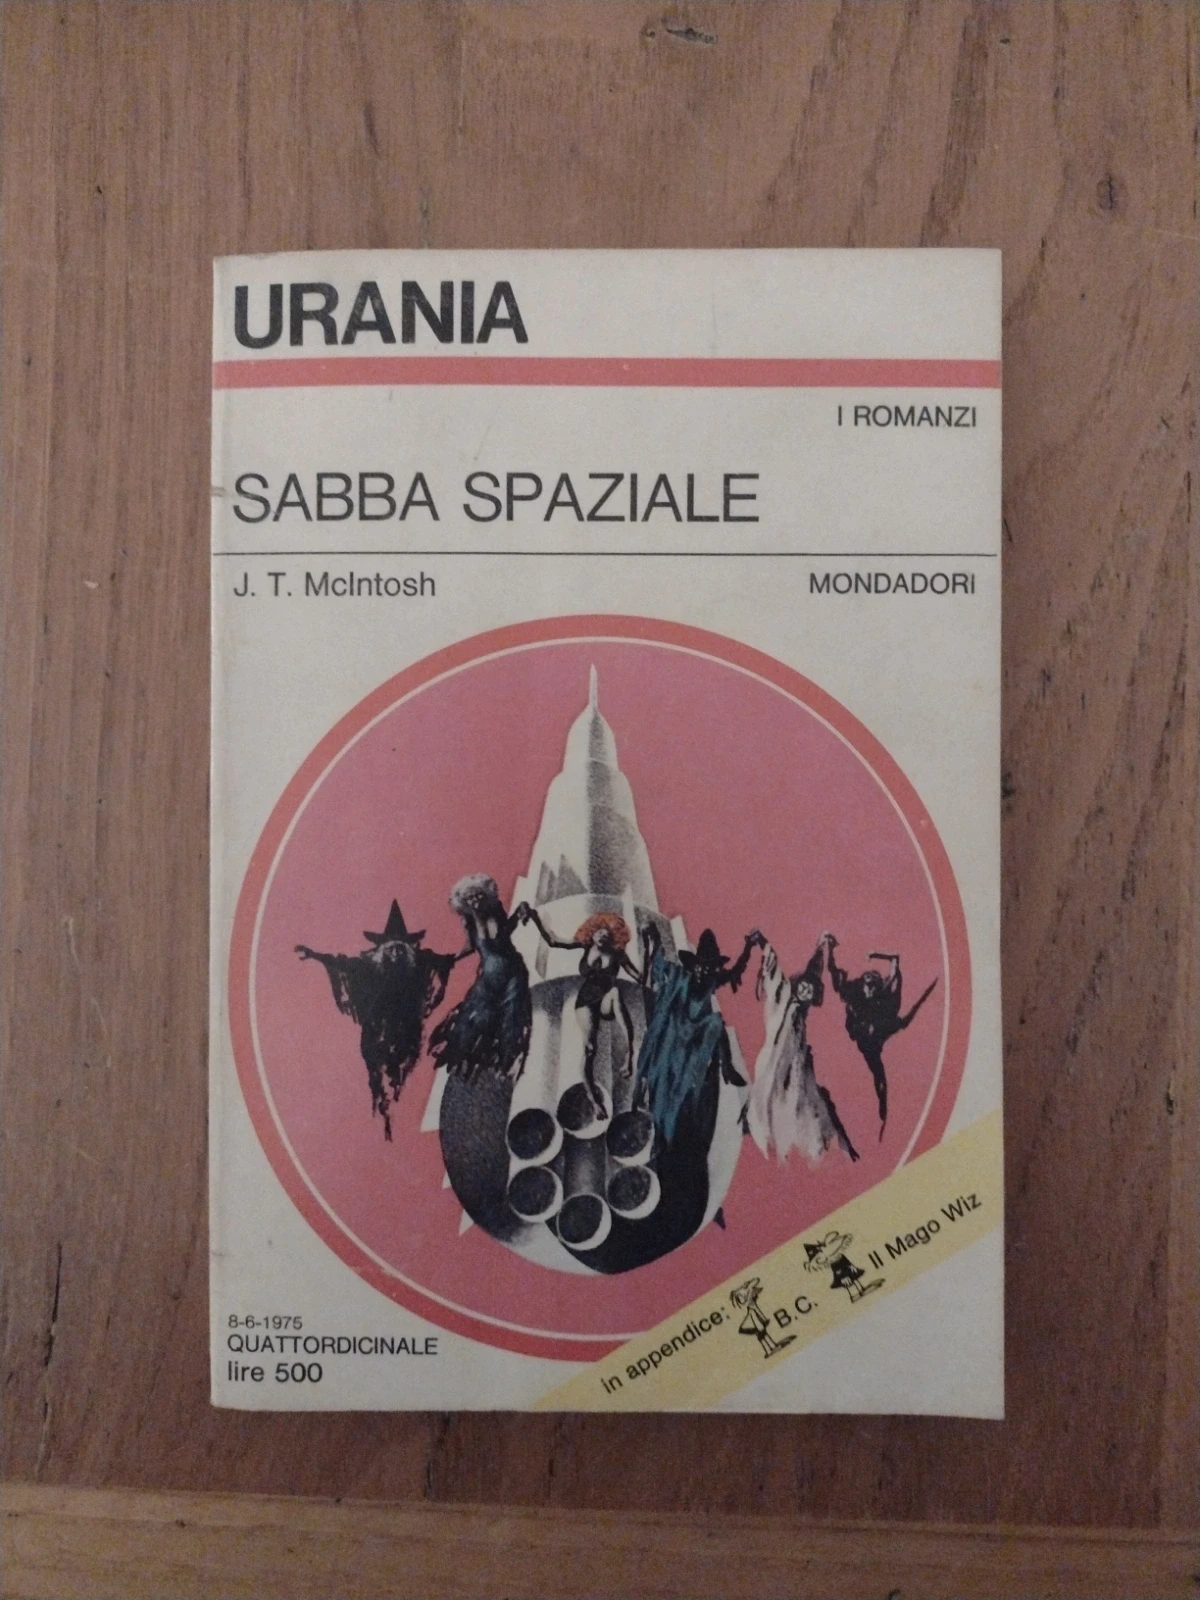 URANIA
I ROMANZI
SABBA SPAZIALE
J. T. McIntosh
MONDADORI
8-6-1975
QUATTORDICINALE
lire 500
in appendice: B.C. Il Mago Wiz